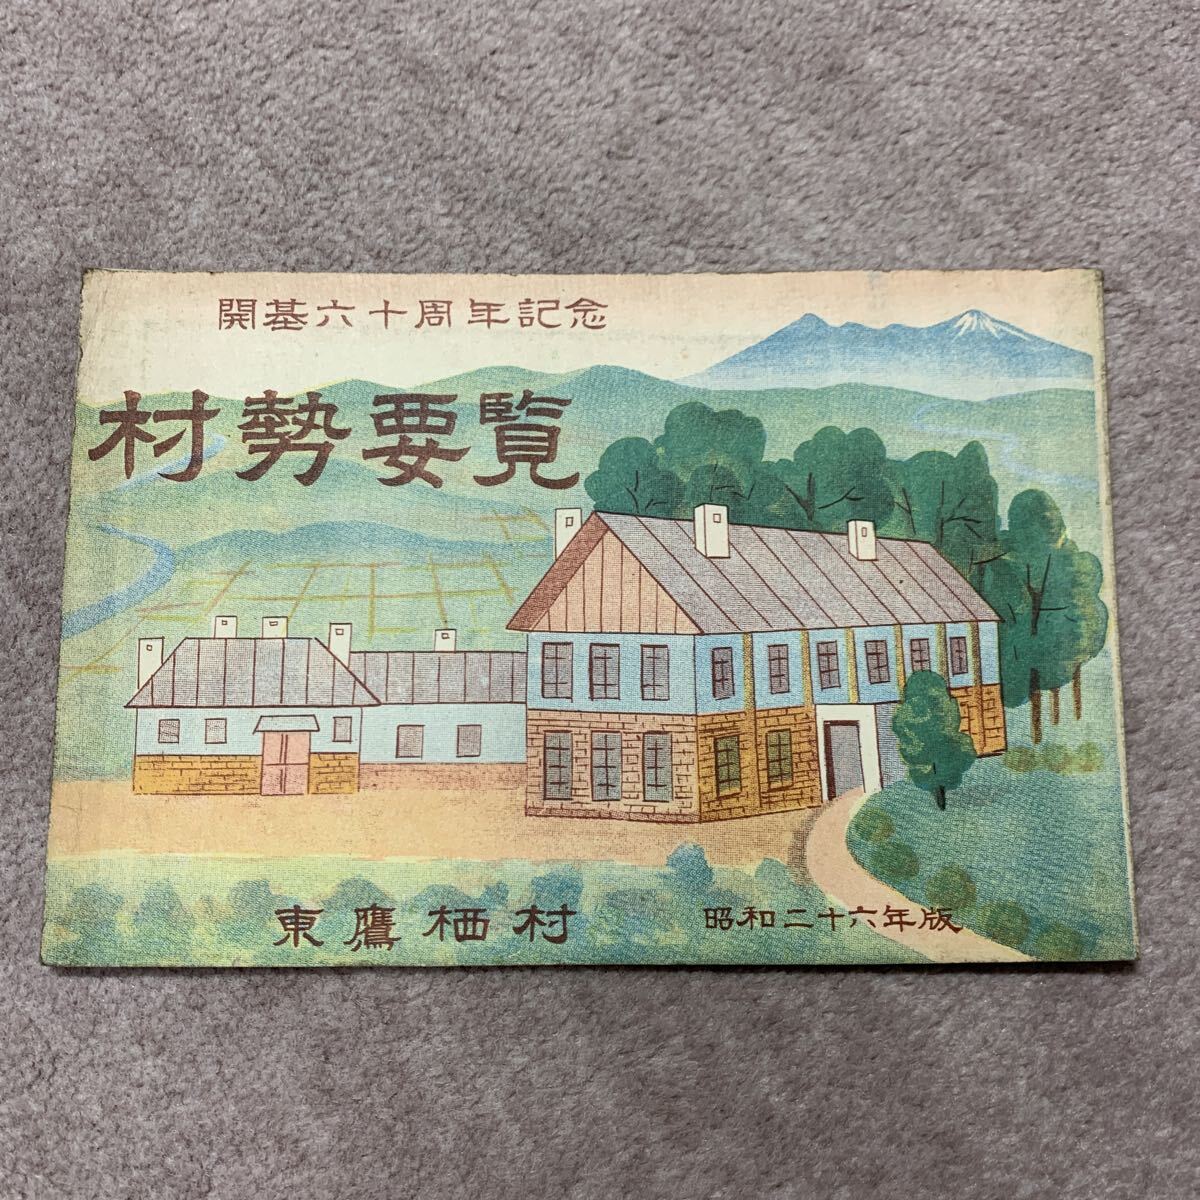 開基六十周年記念
村勢要覧
東鷹栖村
昭和二十六年版